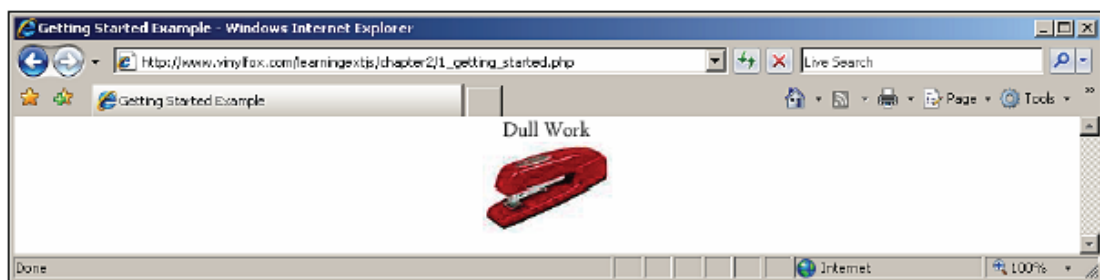 Getting Started Example - Windows Internet Explorer
http://www.vinylfox.com/learningextjs/chapter2/1_getting_started.php
Live Search
Getting Started Example
Page
Tools
Dull Work
Done
Internet
100%